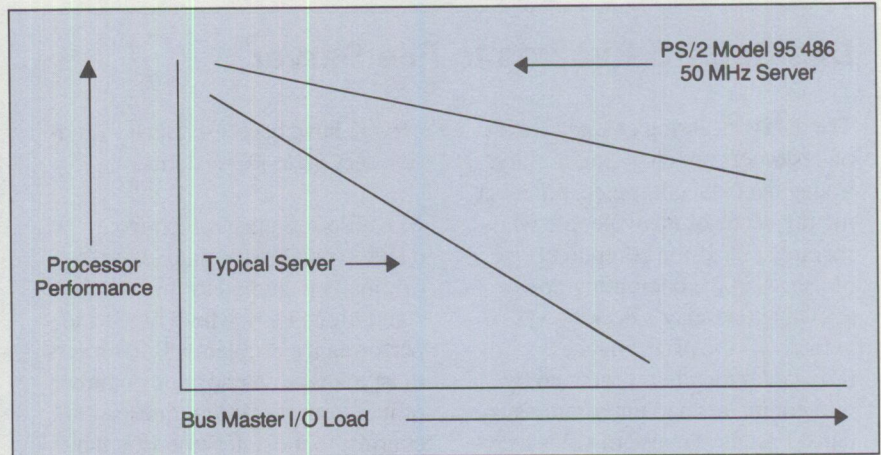 PS/2 Model 95 486
50 MHz Server
Processor
Performance
Typical Server
Bus Master I/O Load